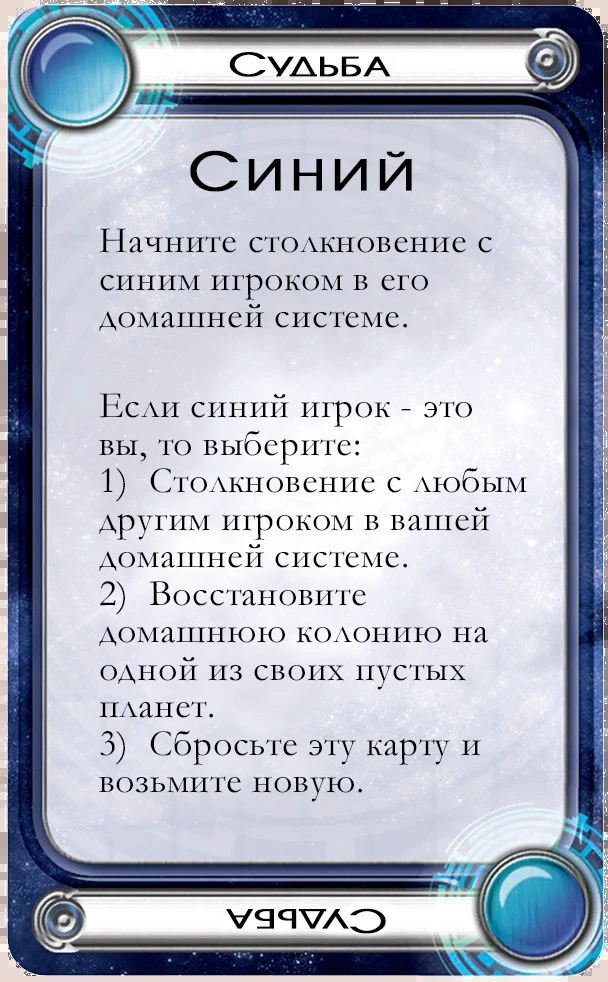 Судьба
Синий
Начните столкновение с
синим игроком в его
домашней системе.
Если синий игрок - это
вы, то выберите:
1) Столкновение с любым
другим игроком в вашей
домашней системе.
2) Восстановите
домашнюю колонию на
одной из своих пустых
планет.
3) Сбросьте эту карту и
возьмите новую.
Судьба